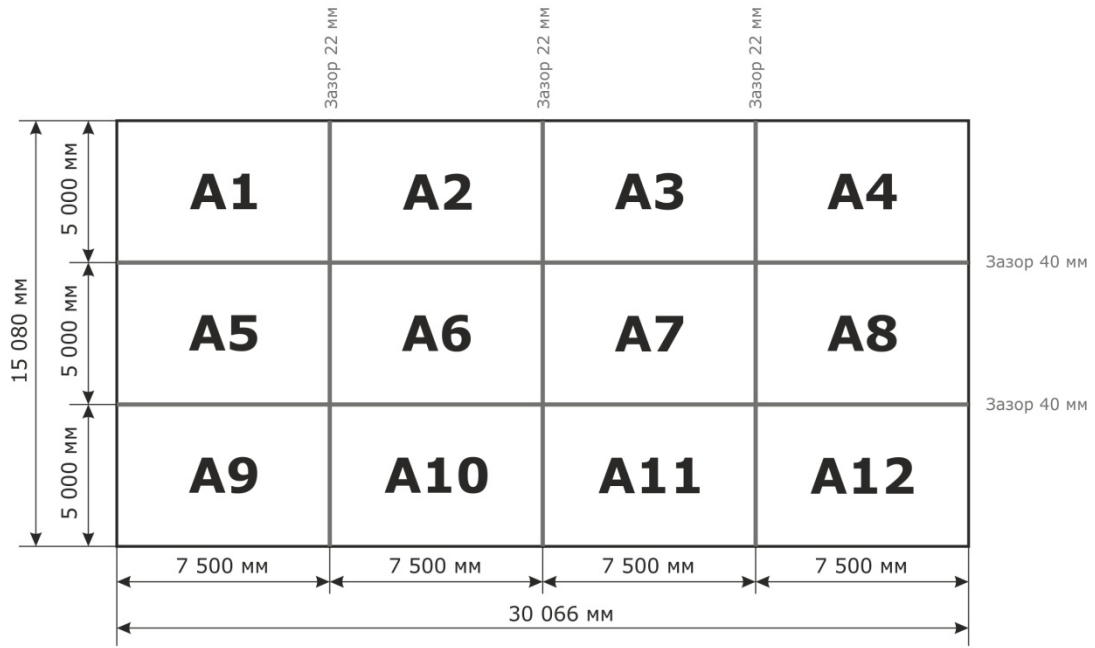 Зазор 22 мм
Зазор 22 мм
Зазор 22 мм
15 080 мм
5 000 мм
A1
A2
A3
A4
Зазор 40 мм
5 000 мм
A5
A6
A7
A8
Зазор 40 мм
5 000 мм
A9
A10
A11
A12
7 500 мм
7 500 мм
7 500 мм
7 500 мм
30 066 мм